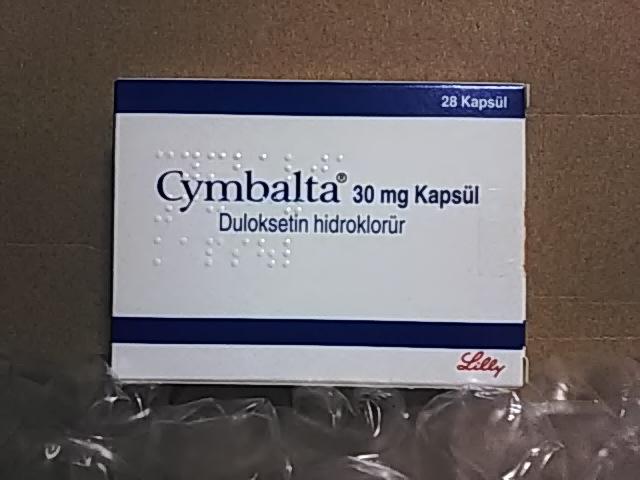 28 Kapsül
Cymbalta® 30 mg Kapsül
Duloksetin hidroklorür
Lilly